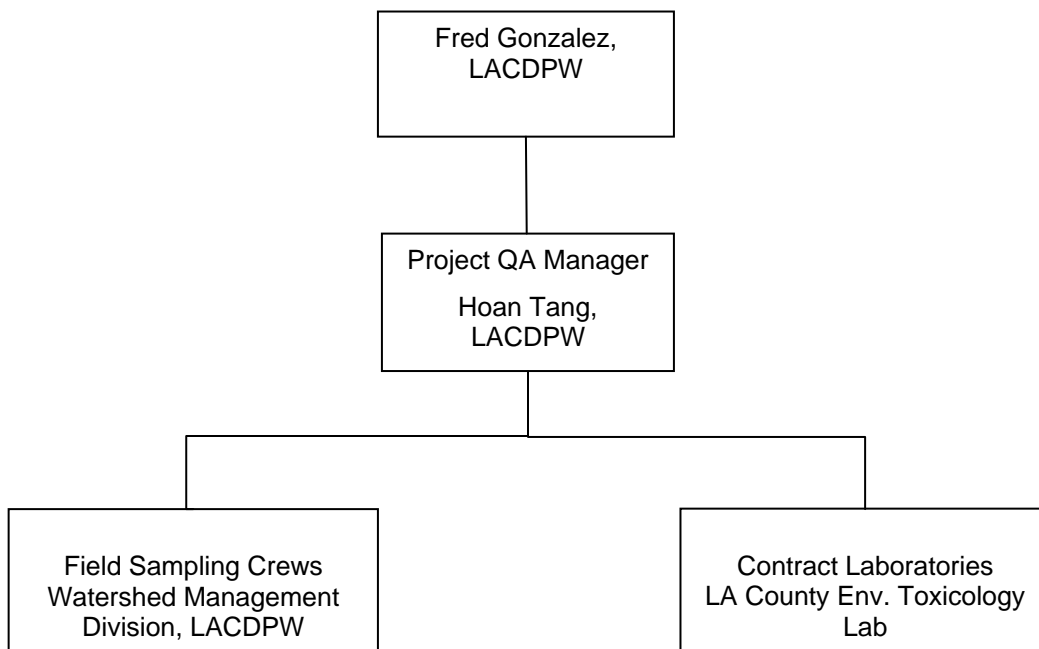 Fred Gonzalez,
LACDPW
Project QA Manager
Hoan Tang,
LACDPW
Field Sampling Crews
Watershed Management
Division, LACDPW
Contract Laboratories
LA County Env. Toxicology
Lab